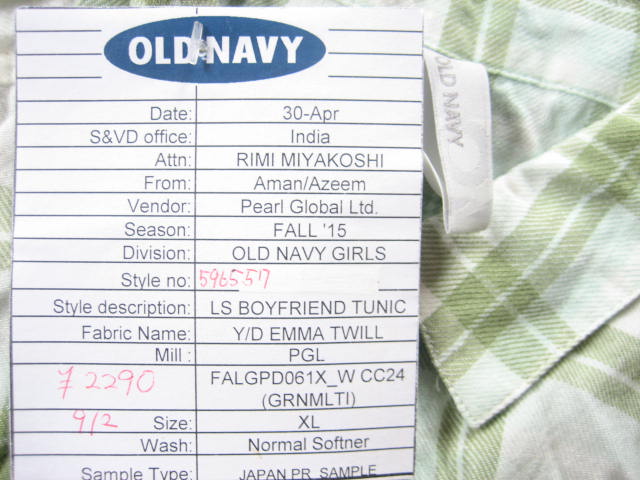 OLD NAVY
Date: 30-Apr
S&VD office: India
Attn: RIMI MIYAKOSHI
From: Aman/Azeem
Vendor: Pearl Global Ltd.
Season: FALL '15
Division: OLD NAVY GIRLS
Style no: 596557
Style description: LS BOYFRIEND TUNIC
Fabric Name: Y/D EMMA TWILL
Mill : PGL
2290 FALGPD061X_W CC24
(GRNMLTI)
9/2 Size: XL
Wash: Normal Softner
Sample Type: JAPAN PR SAMPLE
OLD NAVY